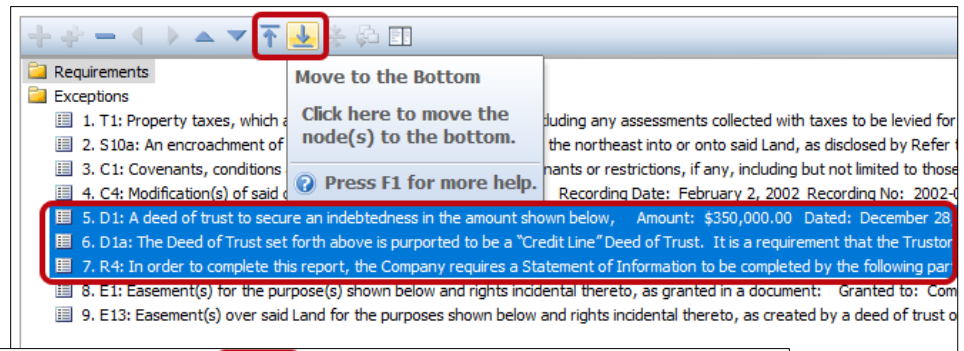 Requirements
Move to the Bottom
Exceptions
Click here to move the
node(s) to the bottom.
1. T1: Property taxes, which a
luding any assessments collected with taxes to be levied for
2. S10a: An encroachment of
the northeast into or onto said Land, as disclosed by Refer
3. C1: Covenants, conditions
nants or restrictions, if any, including but not limited to those
Press F1 for more help.
4. C4: Modification(s) of said
Recording Date: February 2, 2002 Recording No: 2002-
5. D1: A deed of trust to secure an indebtedness in the amount shown below, Amount: $350,000.00 Dated: December 28
6. D1a: The Deed of Trust set forth above is purported to be a "Credit Line" Deed of Trust. It is a requirement that the Trustor
7. R4: In order to complete this report, the Company requires a Statement of Information to be completed by the following par
8. E1: Easement(s) for the purpose(s) shown below and rights incidental thereto, as granted in a document: Granted to: Com
9. E13: Easement(s) over said Land for the purposes shown below and rights incidental thereto, as created by a deed of trust o